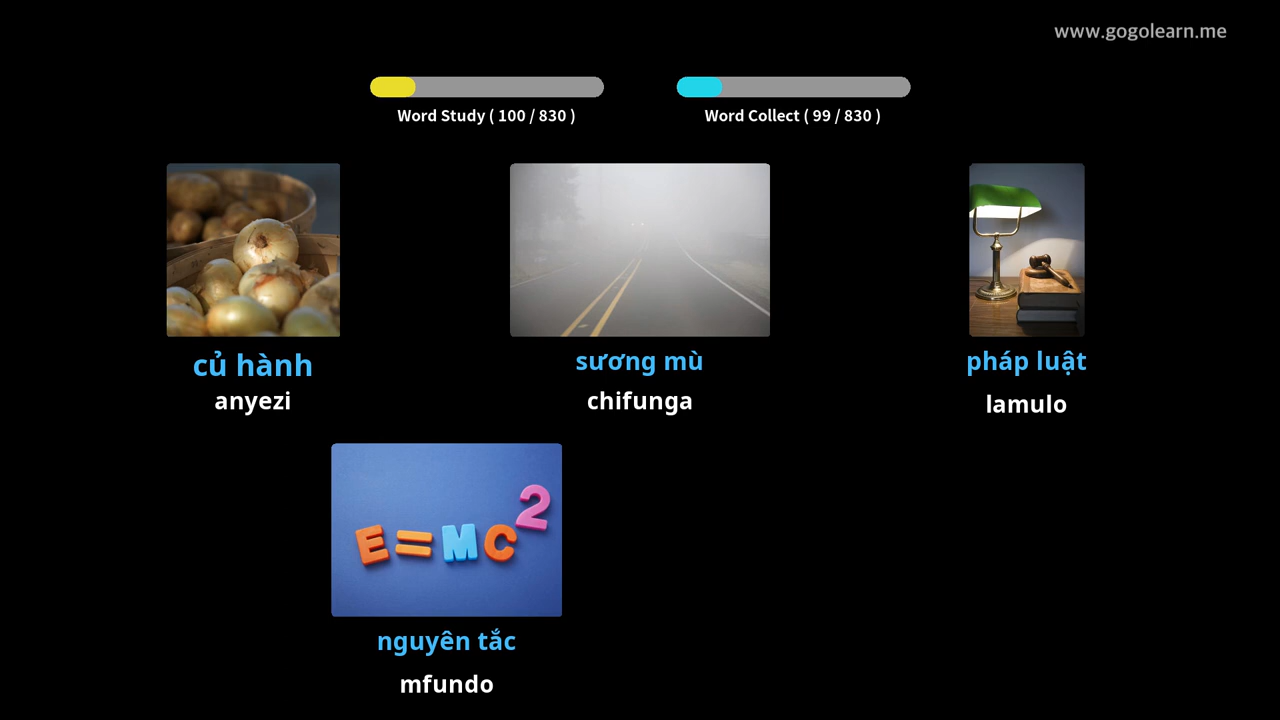 www.gogolearn.me
Word Study ( 100 / 830 )
Word Collect ( 99 / 830 )
củ hành
anyezi
sương mù
chifunga
pháp luật
lamulo
E=MC2
nguyên tắc
mfundo